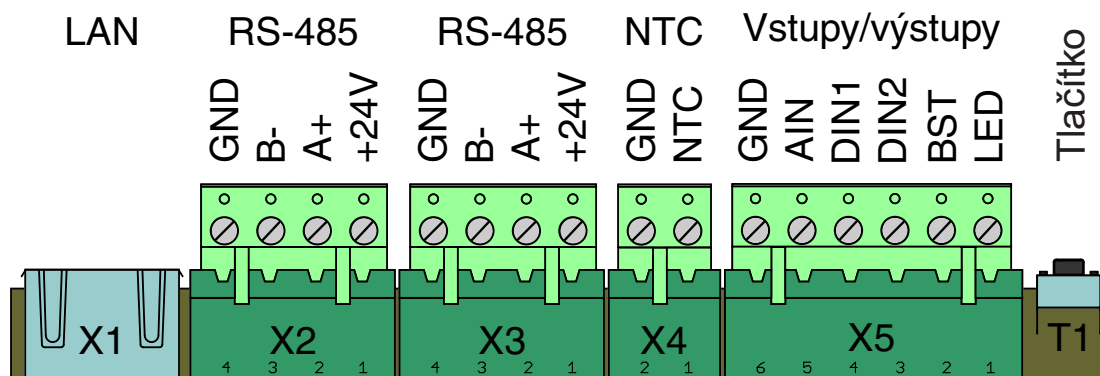 LAN RS-485 RS-485 NTC Vstupy/výstupy Tlačítko
GND B- A+ +24V GND B- A+ +24V GND NTC GND AIN DIN1 DIN2 BST LED
X1 X2 X3 X4 X5 T1
4 3 2 1 4 3 2 1 2 1 6 5 4 3 2 1